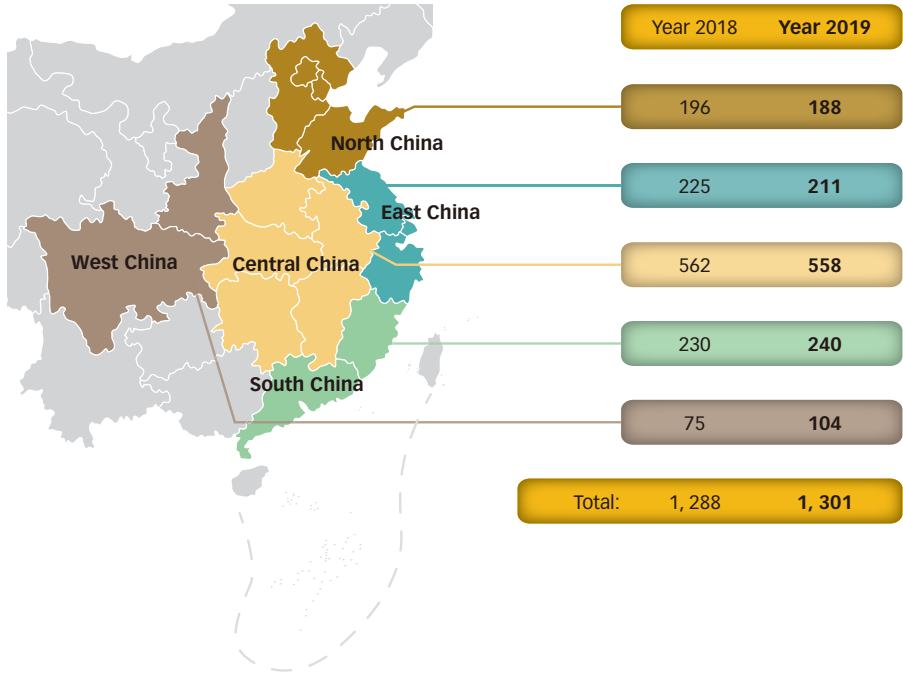 Year 2018 Year 2019
196 188
North China
225 211
East China
West China
Central China
562 558
230 240
South China
75 104
Total: 1, 288 1, 301